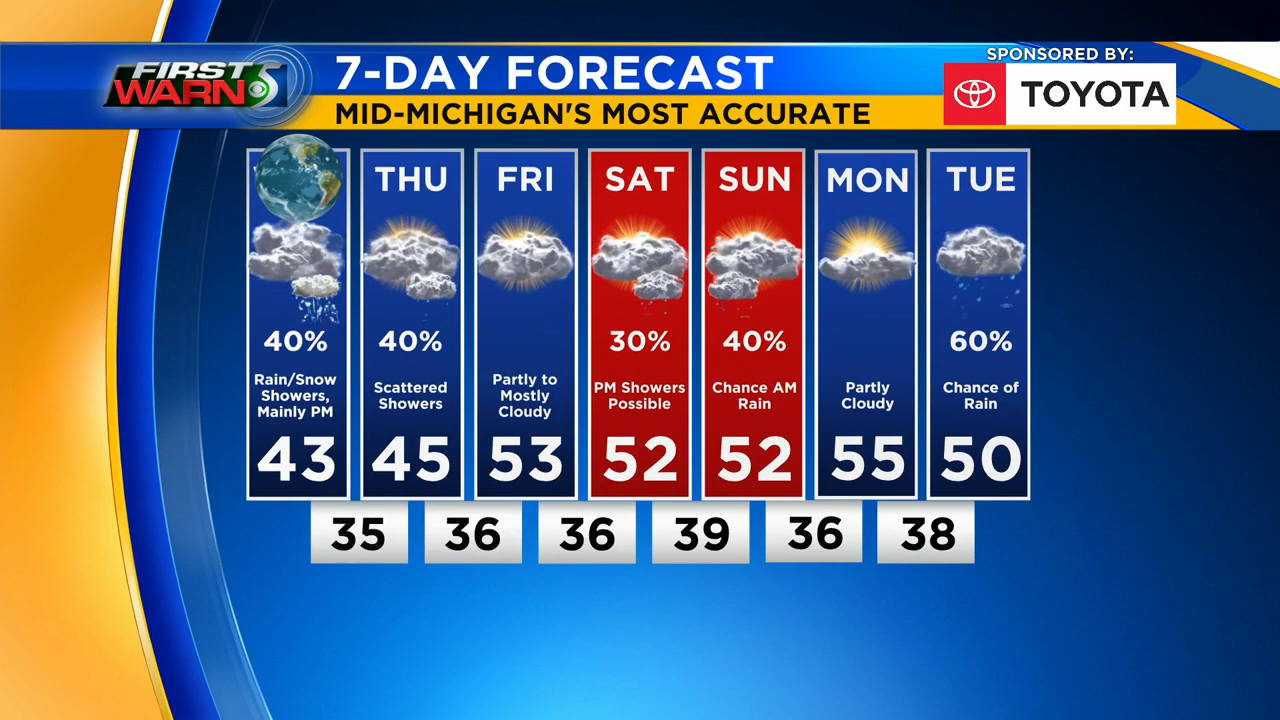 FIRST
WARN 5
7-DAY FORECAST
MID-MICHIGAN'S MOST ACCURATE
SPONSORED BY:
TOYOTA
THU FRI SAT SUN MON TUE
40% 40% 30% 40% 60%
Rain/Snow
Showers,
Mainly PM
Scattered
Showers
Partly to
Mostly
Cloudy
PM Showers
Possible
Chance AM
Rain
Partly
Cloudy
Chance of
Rain
43 45 53 52 52 55 50
35 36 36 39 36 38